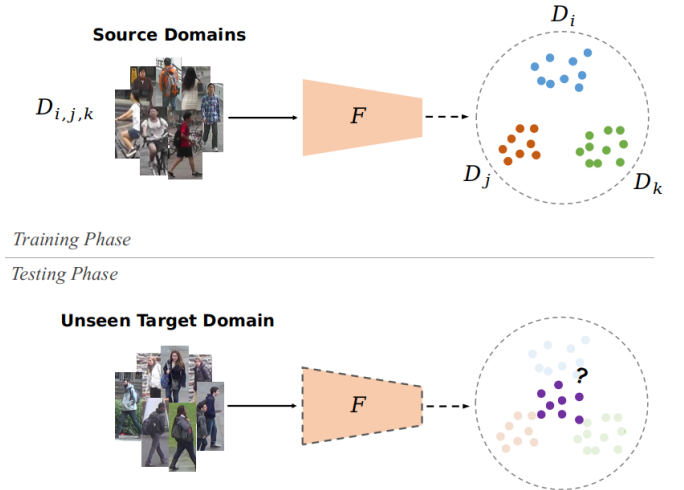 D_i
Source Domains
D_{i,j,k}
F
D_j
D_k
Training Phase
Testing Phase
Unseen Target Domain
?
F